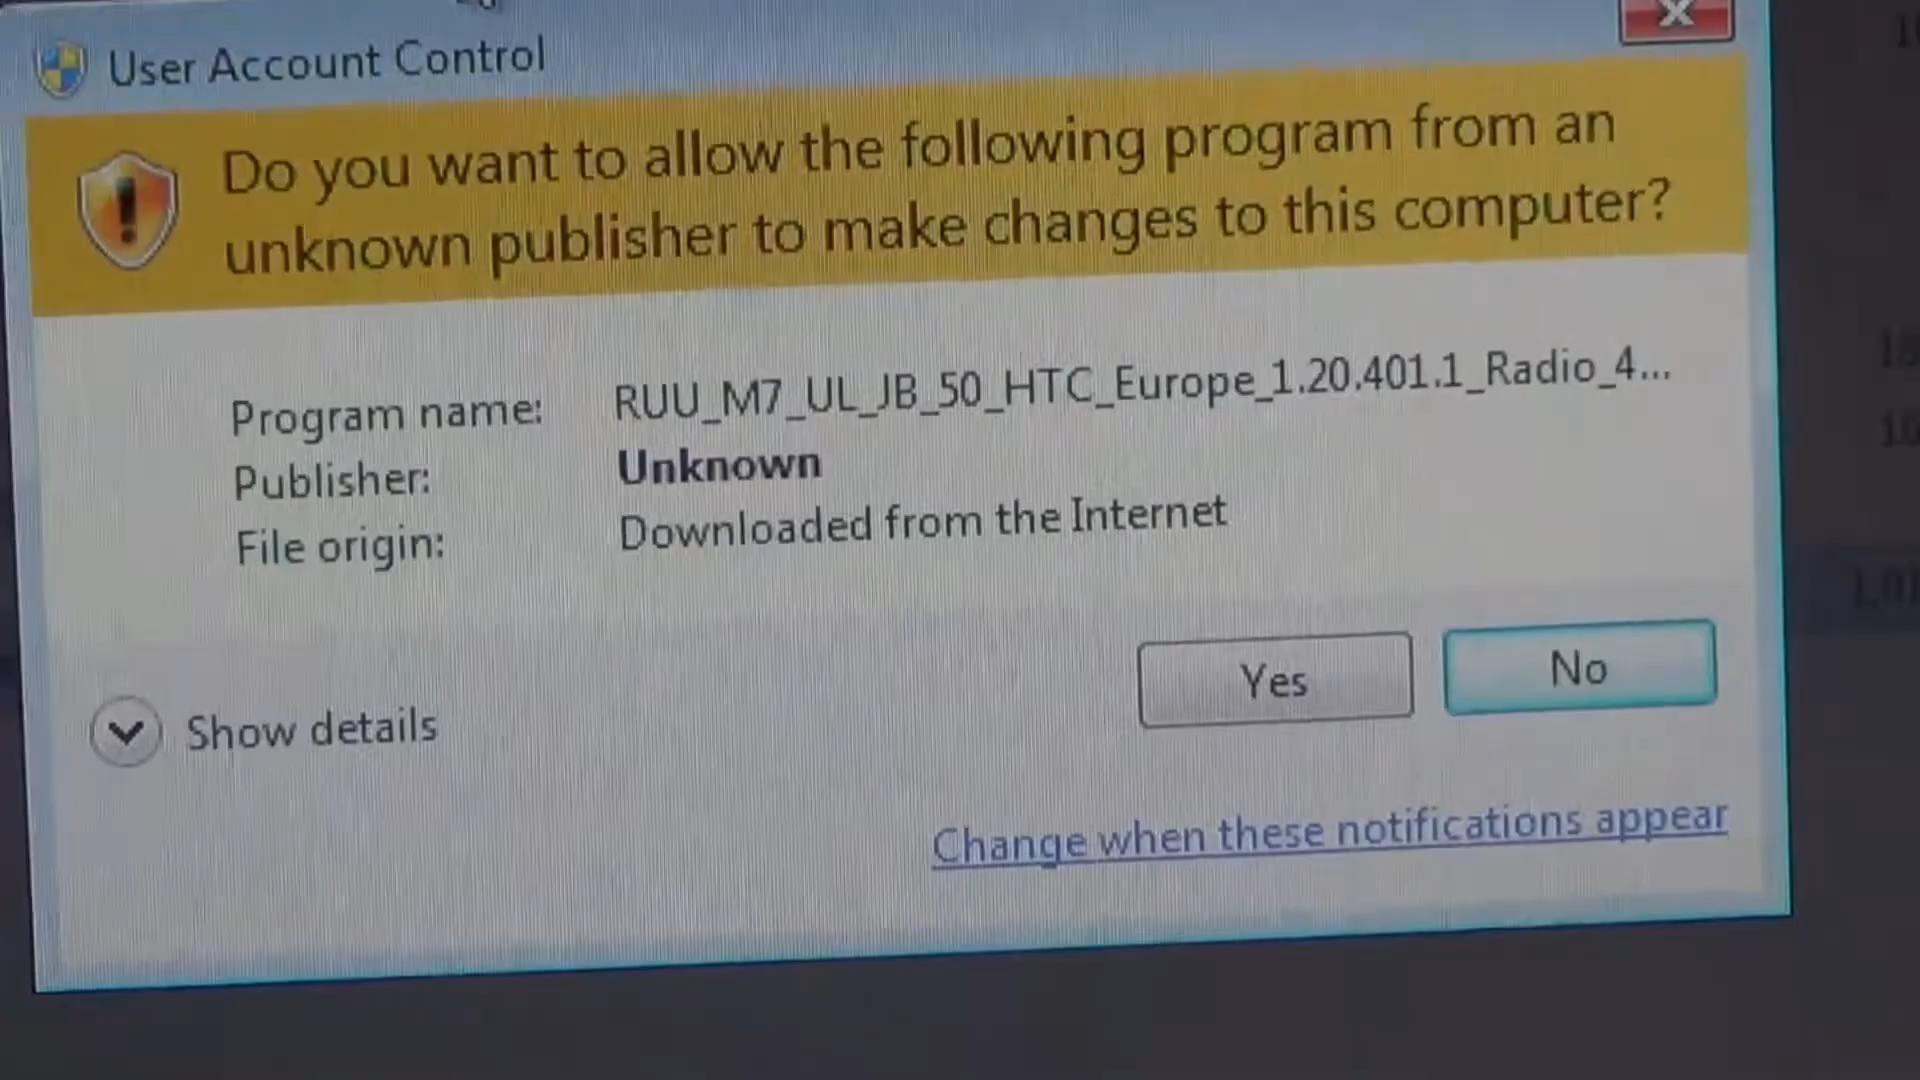 User Account Control
Do you want to allow the following program from an
unknown publisher to make changes to this computer?
Program name: RUU_M7_UL_JB_50_HTC_Europe_1.20.401.1_Radio_4...
Publisher: Unknown
File origin: Downloaded from the Internet
Yes No
Show details
Change when these notifications appear